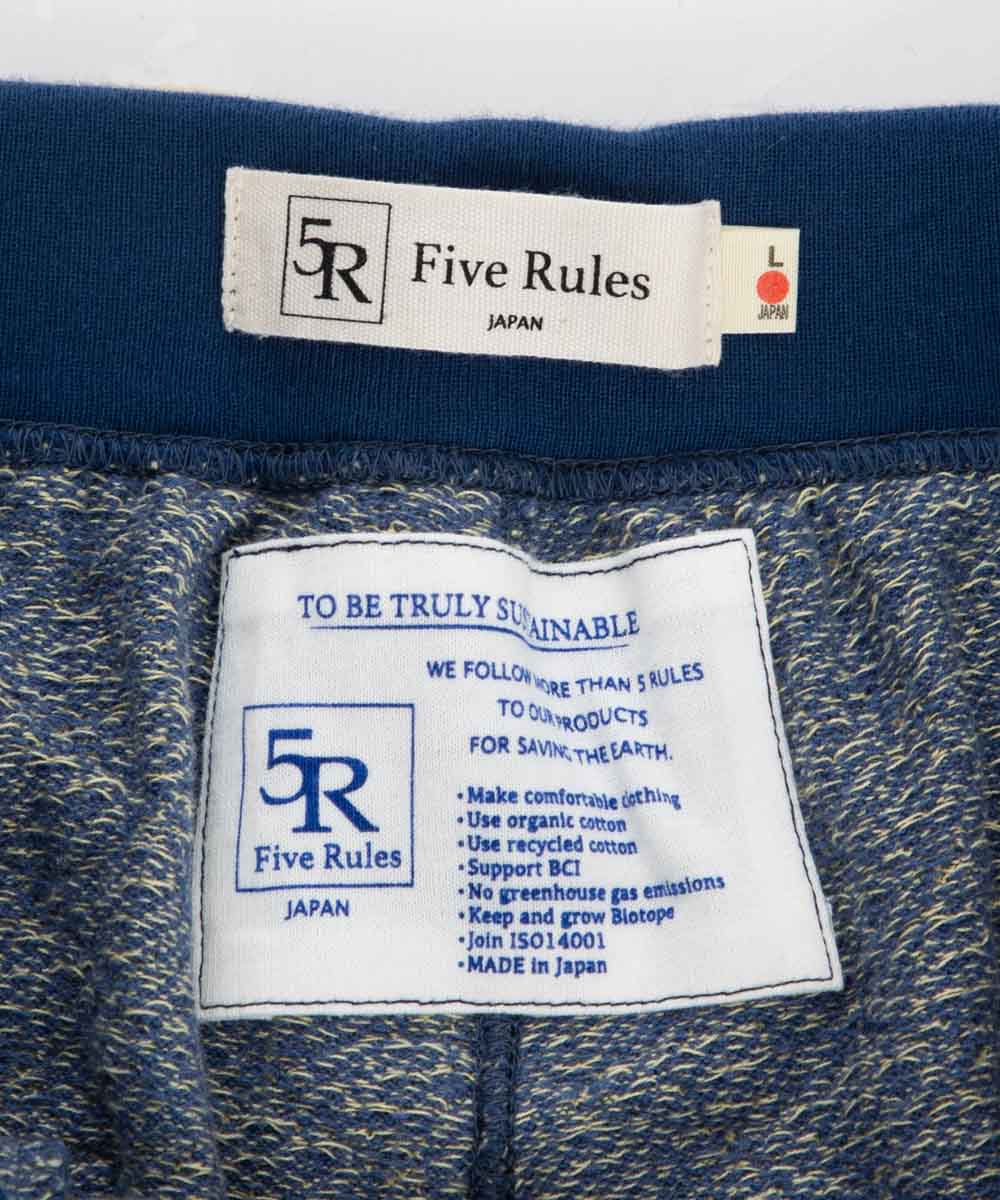 5R
Five Rules
JAPAN
L
JAPAN
TO BE TRULY SUSTAINABLE
WE FOLLOW MORE THAN 5 RULES
TO OUR PRODUCTS
FOR SAVING THE EARTH.
5R
Five Rules
JAPAN
・Make comfortable clothing
・Use organic cotton
・Use recycled cotton
・Support BCI
・No greenhouse gas emissions
・Keep and grow Biotope
・Join ISO14001
・MADE in Japan